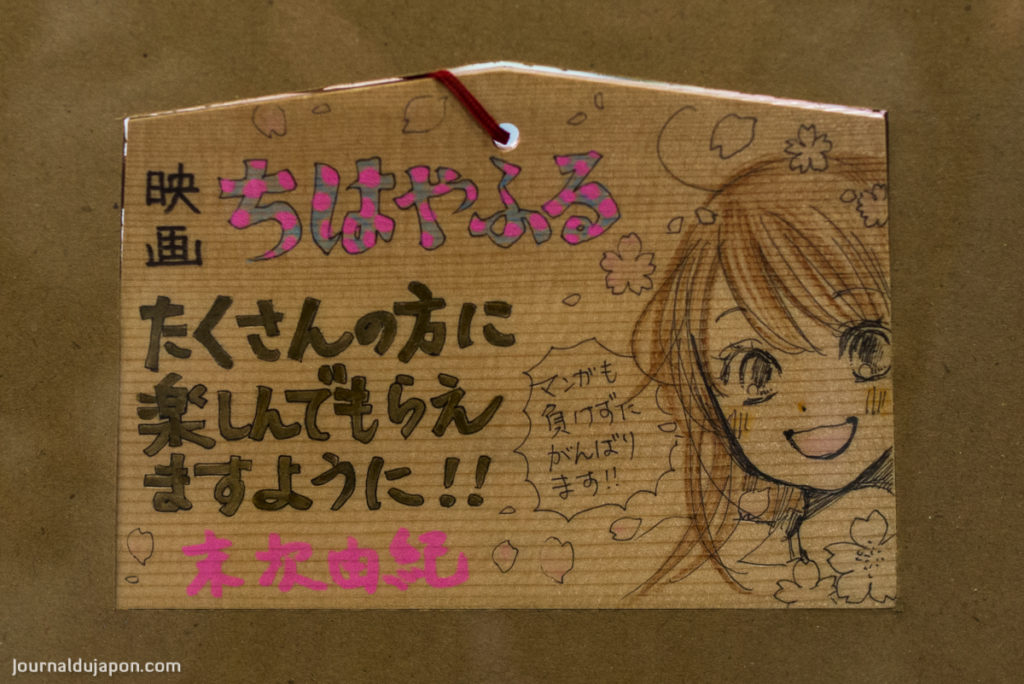 映画 ちはやふる
たくさんの方に
楽しんでもらえ
ますように!!
末次由紀
マンガも
負けずに
がんばり
ます!!
Journaldujapon.com